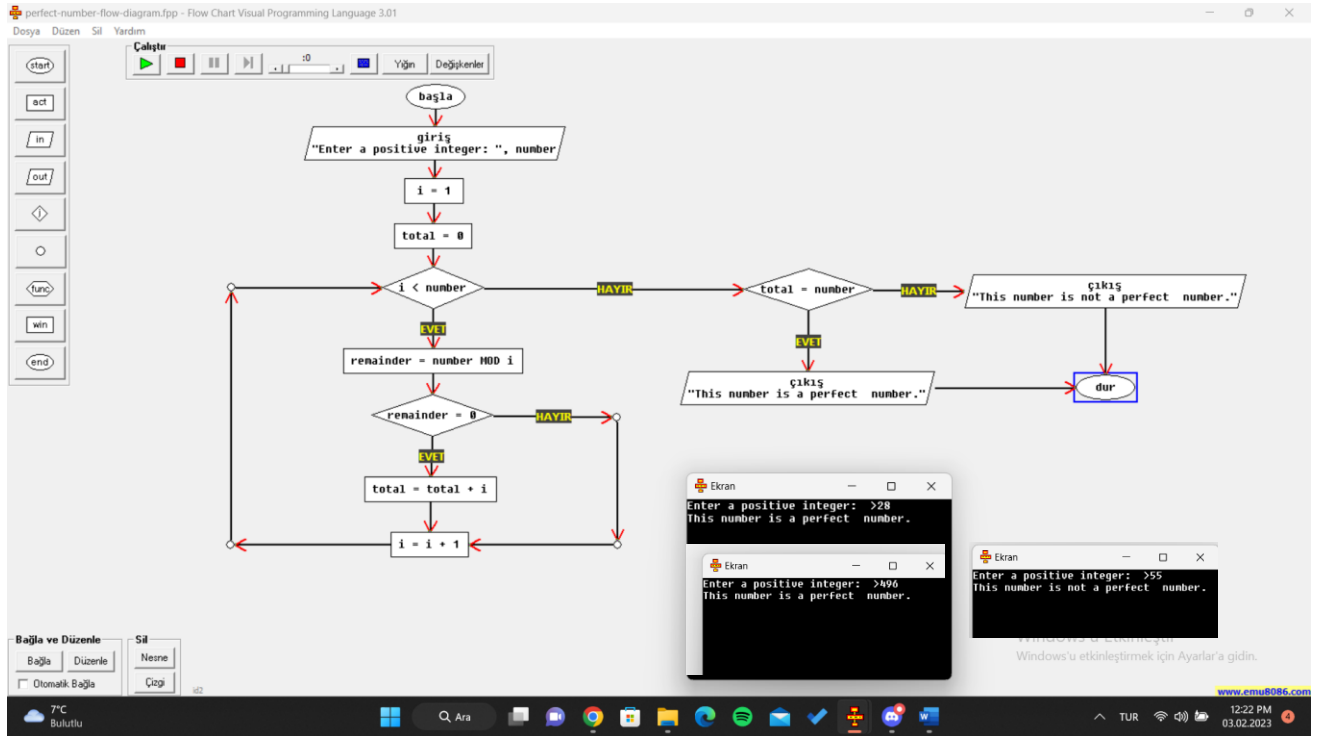 perfect-number-flow-diagram.fpp - Flow Chart Visual Programming Language 3.01
Dosya Düzen Sil Yardım
Çalıştır
:0
Yığın
Değişkenler
start
act
in
out
i
func
win
end
başla
giriş
"Enter a positive integer: ", number
i = 1
total = 0
i < number
HAYIR
total = number
HAYIR
çıkış
"This number is not a perfect  number."
EVET
EVET
remainder = number MOD i
çıkış
"This number is a perfect  number."
dur
remainder = 0
HAYIR
EVET
total = total + i
i = i + 1
Ekran
Enter a positive integer:  >28
This number is a perfect  number.
Ekran
Enter a positive integer:  >496
This number is a perfect  number.
Ekran
Enter a positive integer:  >55
This number is not a perfect  number.
Bağla ve Düzenle
Bağla
Düzenle
Otomatik Bağla
Sil
Nesne
Çizgi
id2
Windows'u Etkinleştir
Windows'u etkinleştirmek için Ayarlar'a gidin.
www.emu8086.com
7°C
Bulutlu
Ara
W
TUR
12:22 PM
03.02.2023
4